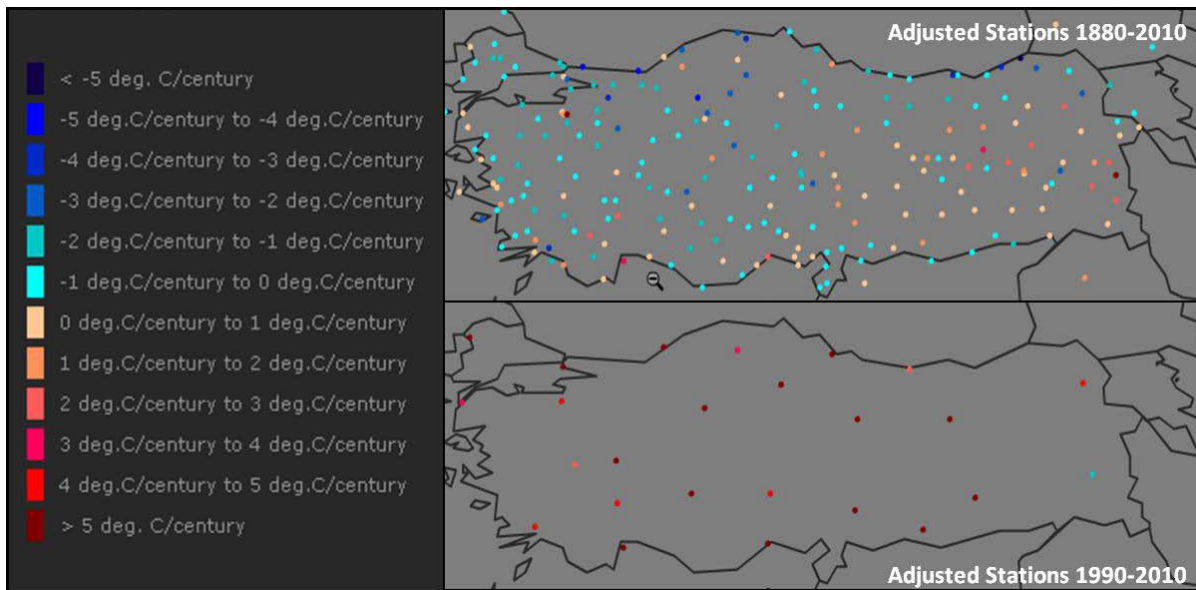 < -5 deg. C/century
-5 deg.C/century to -4 deg.C/century
-4 deg.C/century to -3 deg.C/century
-3 deg.C/century to -2 deg.C/century
-2 deg.C/century to -1 deg.C/century
-1 deg.C/century to 0 deg.C/century
0 deg.C/century to 1 deg.C/century
1 deg.C/century to 2 deg.C/century
2 deg.C/century to 3 deg.C/century
3 deg.C/century to 4 deg.C/century
4 deg.C/century to 5 deg.C/century
> 5 deg. C/century
Adjusted Stations 1880-2010
Adjusted Stations 1990-2010